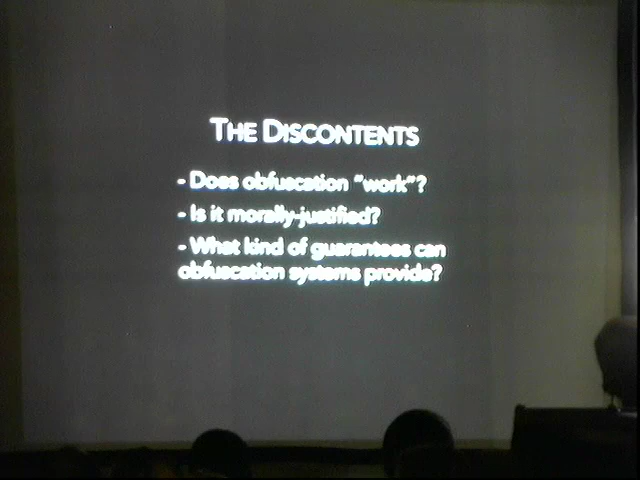 THE DISCONTENTS
- Does obfuscation "work"?
- Is it morally-justified?
- What kind of guarantees can
obfuscation systems provide?